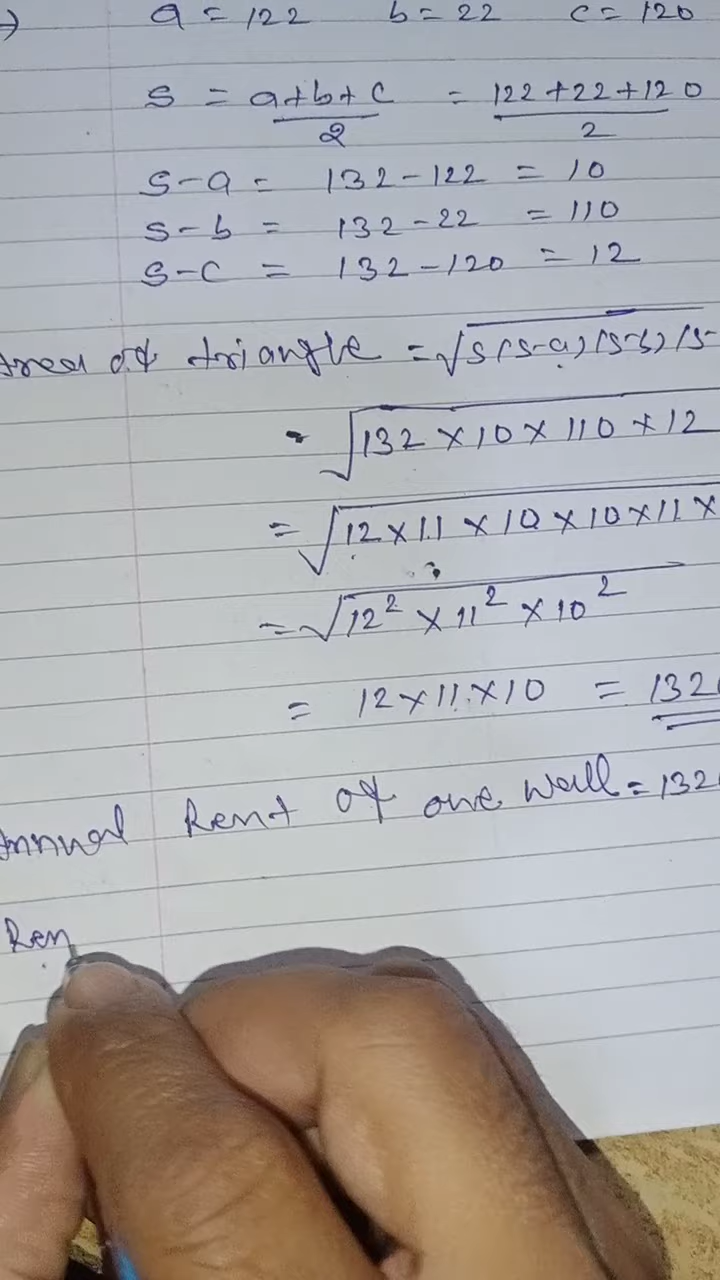 a = 122 b = 22 c = 120
S = a+b+c/2 = 122+22+120/2
S-a = 132-122 = 10
S-b = 132-22 = 110
S-c = 132-120 = 12
Area of triangle = √S(S-a)(S-b)(S-
= √132×10×110×12
= √12×11×10×10×11×
= √12²×11²×10²
= 12×11×10 = 132
Annual Rent of one wall = 132
Ren